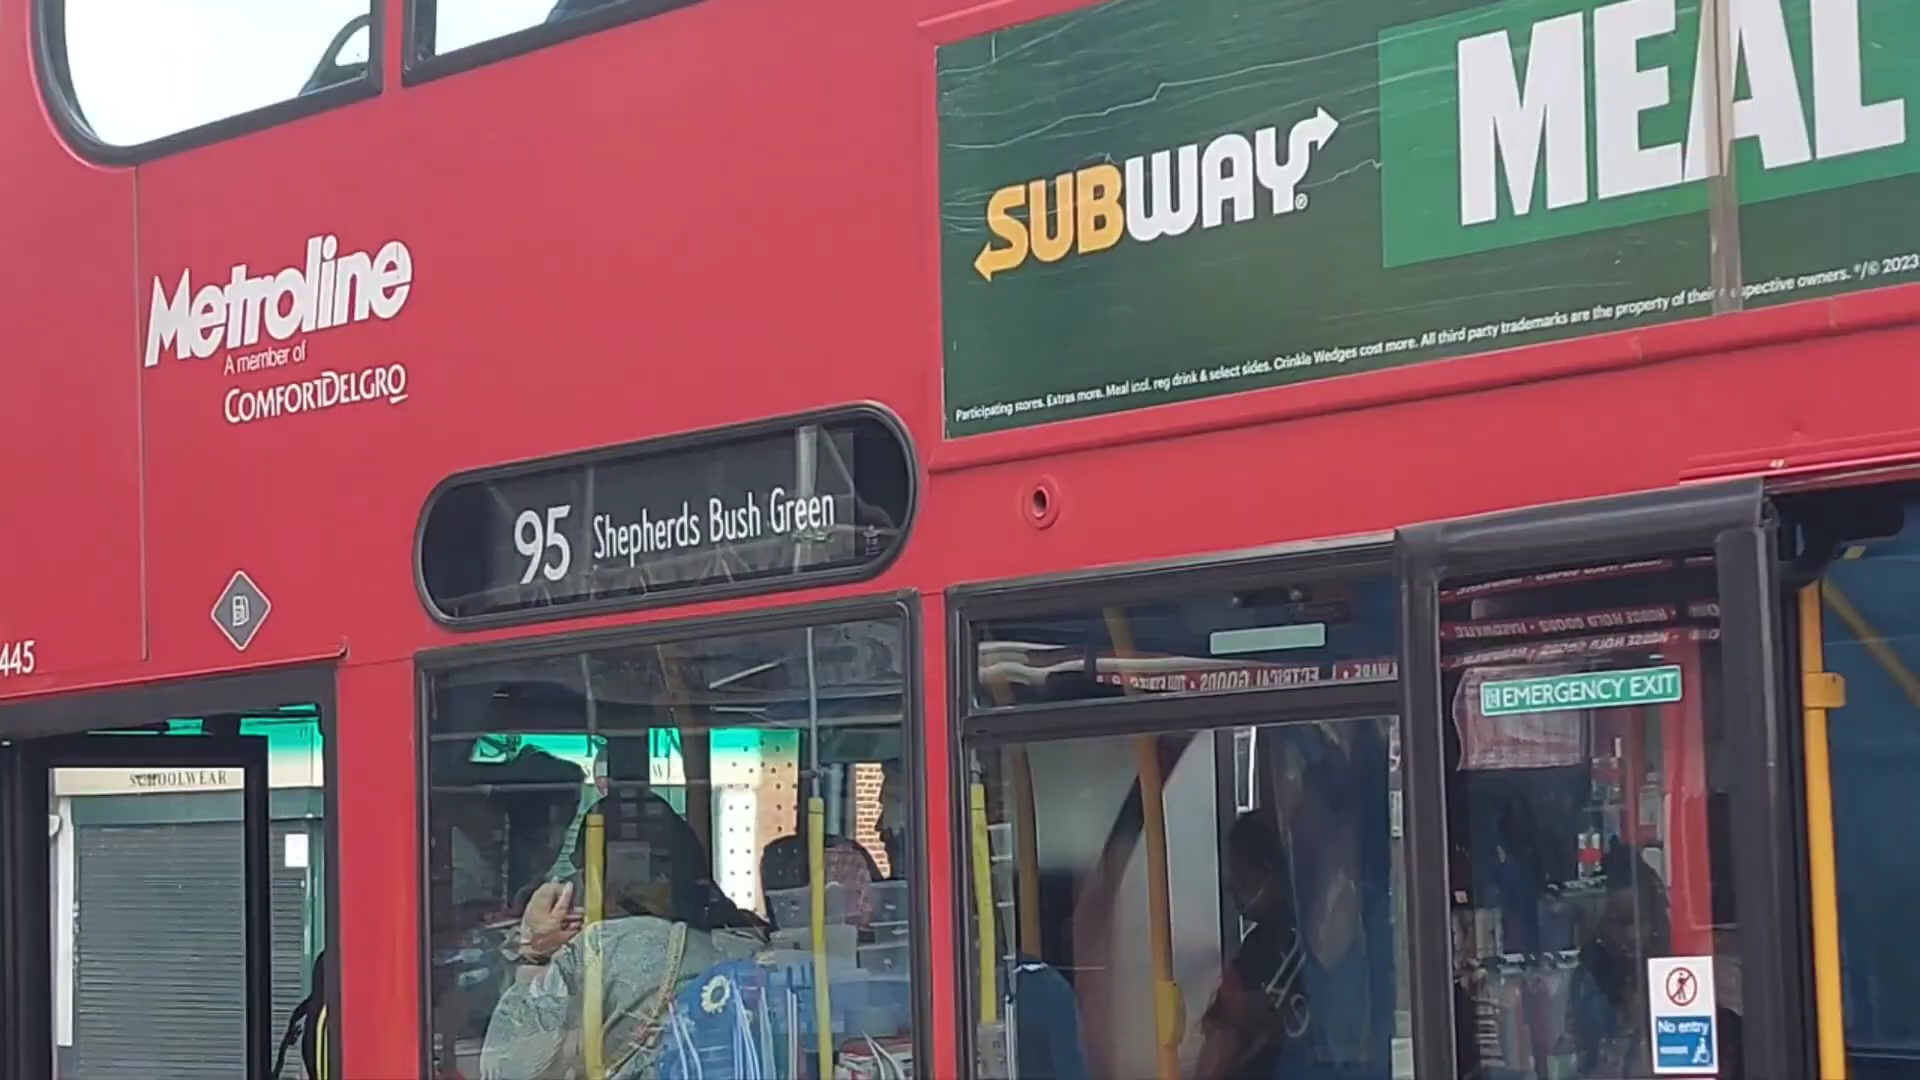 Metroline
A member of
COMFORTDELGRO
SUBWAY®
MEAL
Participating stores. Extras more. Meal incl. reg drink & select sides. Crinkle Wedges cost more. All third party trademarks are the property of their respective owners. ®/© 2023
95 Shepherds Bush Green
445
EMERGENCY EXIT
SCHOOLWEAR
No entry